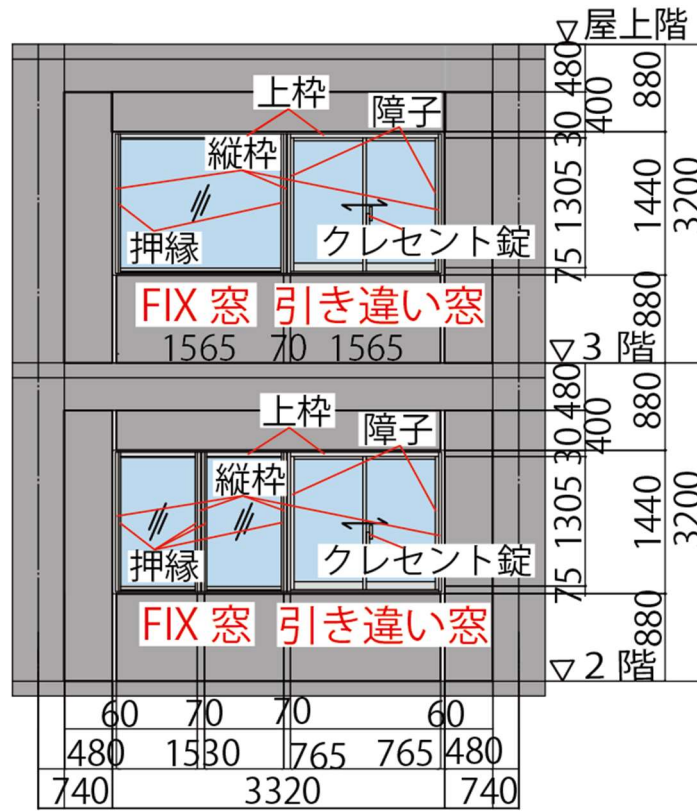 ▽屋上階
480
880
400
上枠
障子
30
縦枠
1305
1440
3200
押縁
クレセント錠
75
FIX 窓
引き違い窓
880
1565
70
1565
▽3 階
480
880
400
上枠
障子
30
縦枠
1305
1440
3200
押縁
クレセント錠
75
FIX 窓
引き違い窓
880
▽2 階
60 70 70 60
480 1530 765 765 480
740 3320 740